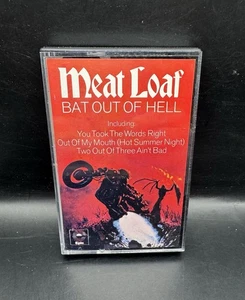 Meat Loaf
BAT OUT OF HELL
Including:
You Took The Words Right
Out Of My Mouth (Hot Summer Night)
Two Out Of Three Ain't Bad
Epic